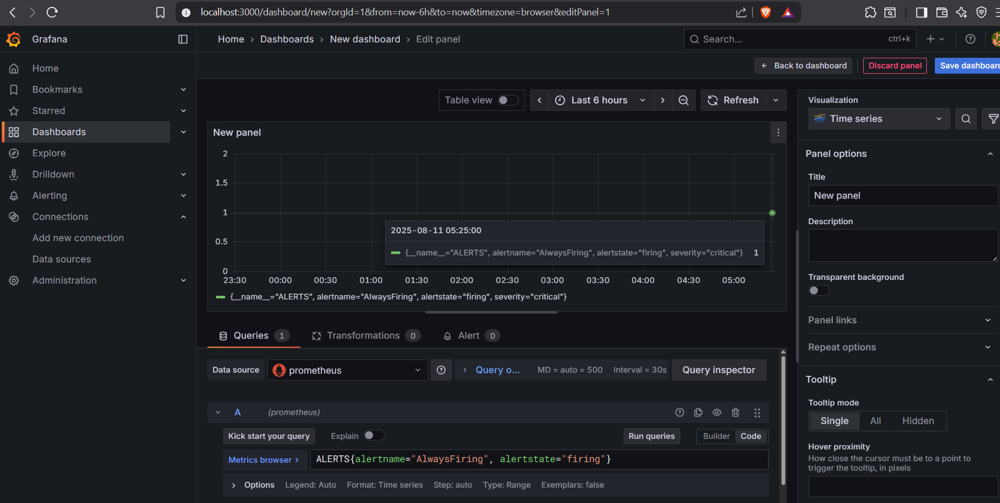 localhost:3000/dashboard/new?orgId=1&from=now-6h&to=now&timezone=browser&editPanel=1
Grafana
Home › Dashboards › New dashboard › Edit panel
Search...
ctrl+k
Back to dashboard
Discard panel
Save dashboard
Home
Bookmarks
Starred
Dashboards
Explore
Drilldown
Alerting
Connections
Add new connection
Data sources
Administration
Table view
Last 6 hours
Refresh
New panel
2
1.5
1
0.5
0
2025-08-11 05:25:00
{__name__="ALERTS", alertname="AlwaysFiring", alertstate="firing", severity="critical"} 1
23:30 00:00 00:30 01:00 01:30 02:00 02:30 03:00 03:30 04:00 04:30 05:00
{__name__="ALERTS", alertname="AlwaysFiring", alertstate="firing", severity="critical"}
Queries 1
Transformations 0
Alert 0
Data source
prometheus
Query o...
MD = auto = 500
Interval = 30s
Query inspector
A
(prometheus)
Kick start your query
Explain
Run queries
Builder
Code
Metrics browser >
ALERTS{alertname="AlwaysFiring", alertstate="firing"}
Options
Legend: Auto
Format: Time series
Step: auto
Type: Range
Exemplars: false
Visualization
Time series
Panel options
Title
New panel
Description
Transparent background
Panel links
Repeat options
Tooltip
Tooltip mode
Single
All
Hidden
Hover proximity
How close the cursor must be to a point to
trigger the tooltip, in pixels